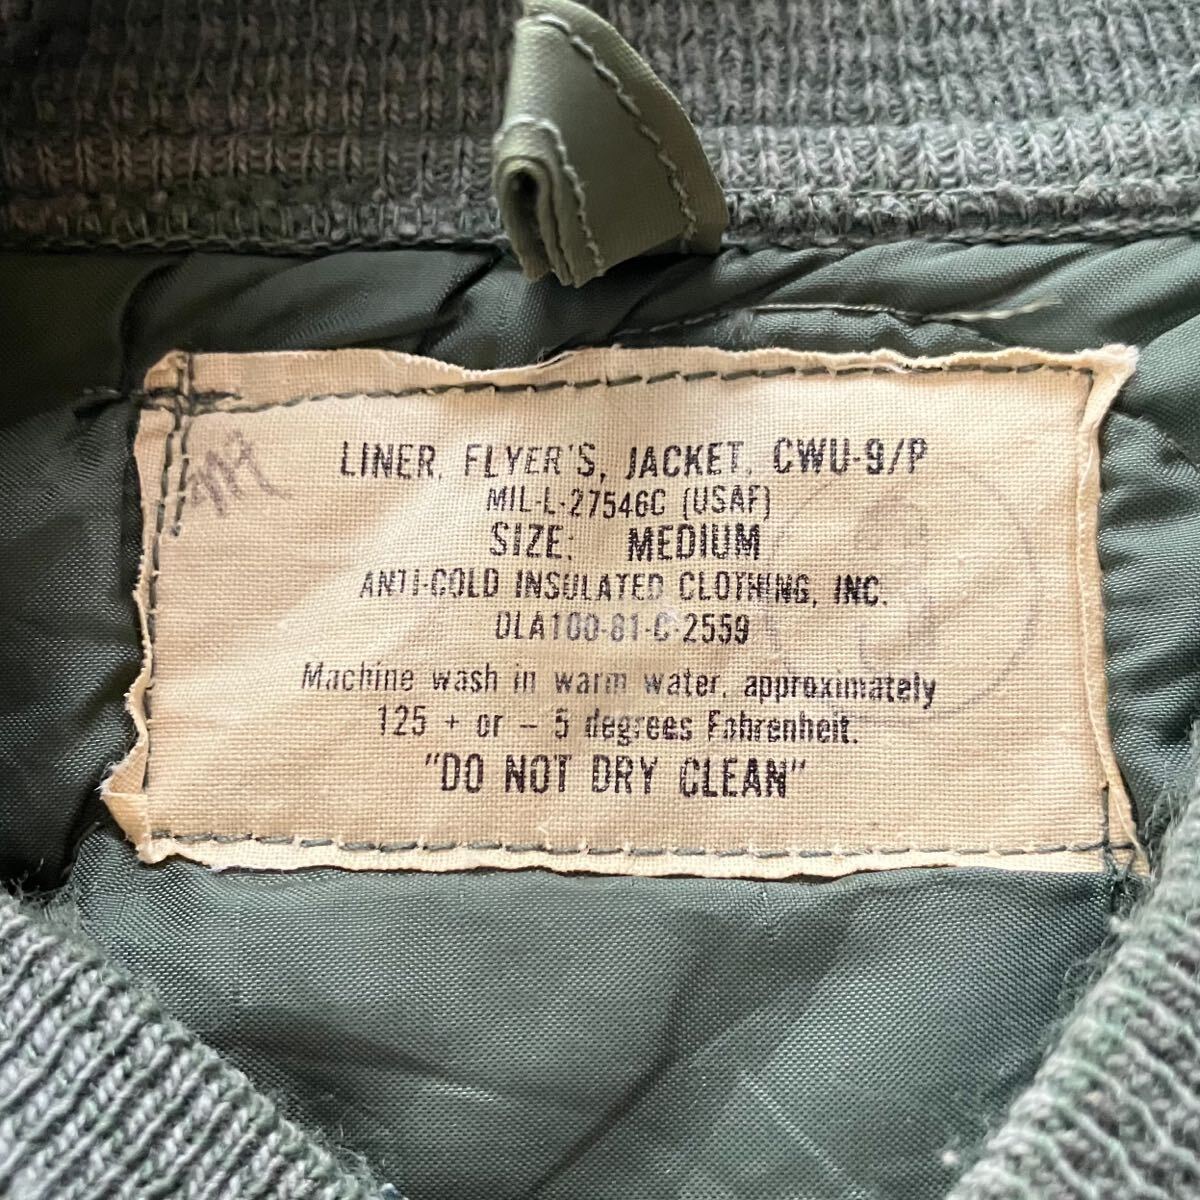 LINER, FLYER'S, JACKET, CWU-9/P
MIL-L-27546C (USAF)
SIZE: MEDIUM
ANTI-COLD INSULATED CLOTHING, INC.
DLA100-81-C-2559
Machine wash in warm water, approximately
125 + or – 5 degrees Fahrenheit.
"DO NOT DRY CLEAN"